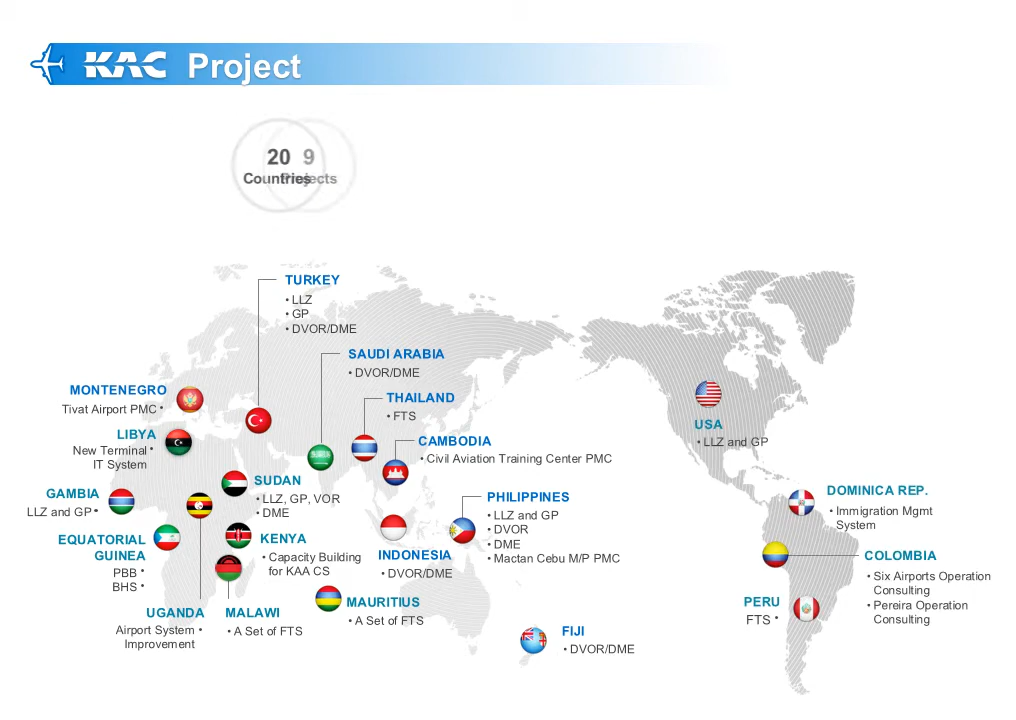 KAC Project
20 9
Countries Projects
TURKEY
• LLZ
• GP
• DVOR/DME
SAUDI ARABIA
• DVOR/DME
MONTENEGRO
Tivat Airport PMC •
THAILAND
• FTS
LIBYA
New Terminal •
IT System
CAMBODIA
• Civil Aviation Training Center PMC
USA
• LLZ and GP
GAMBIA
LLZ and GP •
SUDAN
• LLZ, GP, VOR
• DME
PHILIPPINES
• LLZ and GP
• DVOR
• DME
• Mactan Cebu M/P PMC
DOMINICA REP.
• Immigration Mgmt
System
EQUATORIAL
GUINEA
PBB •
BHS •
KENYA
• Capacity Building
for KAA CS
INDONESIA
• DVOR/DME
COLOMBIA
• Six Airports Operation
Consulting
• Pereira Operation
Consulting
UGANDA
Airport System •
Improvement
MALAWI
• A Set of FTS
MAURITIUS
• A Set of FTS
PERU
FTS •
FIJI
• DVOR/DME